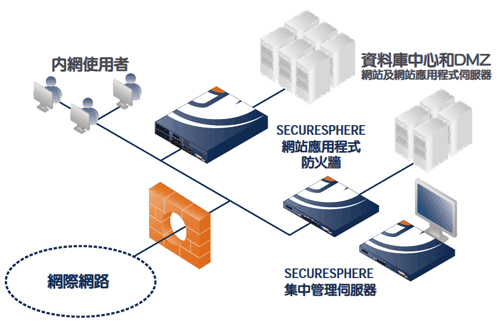 內網使用者
資料庫中心和DMZ
網站及網站應用程式伺服器
SECURESPHERE
網站應用程式
防火牆
網際網路
SECURESPHERE
集中管理伺服器